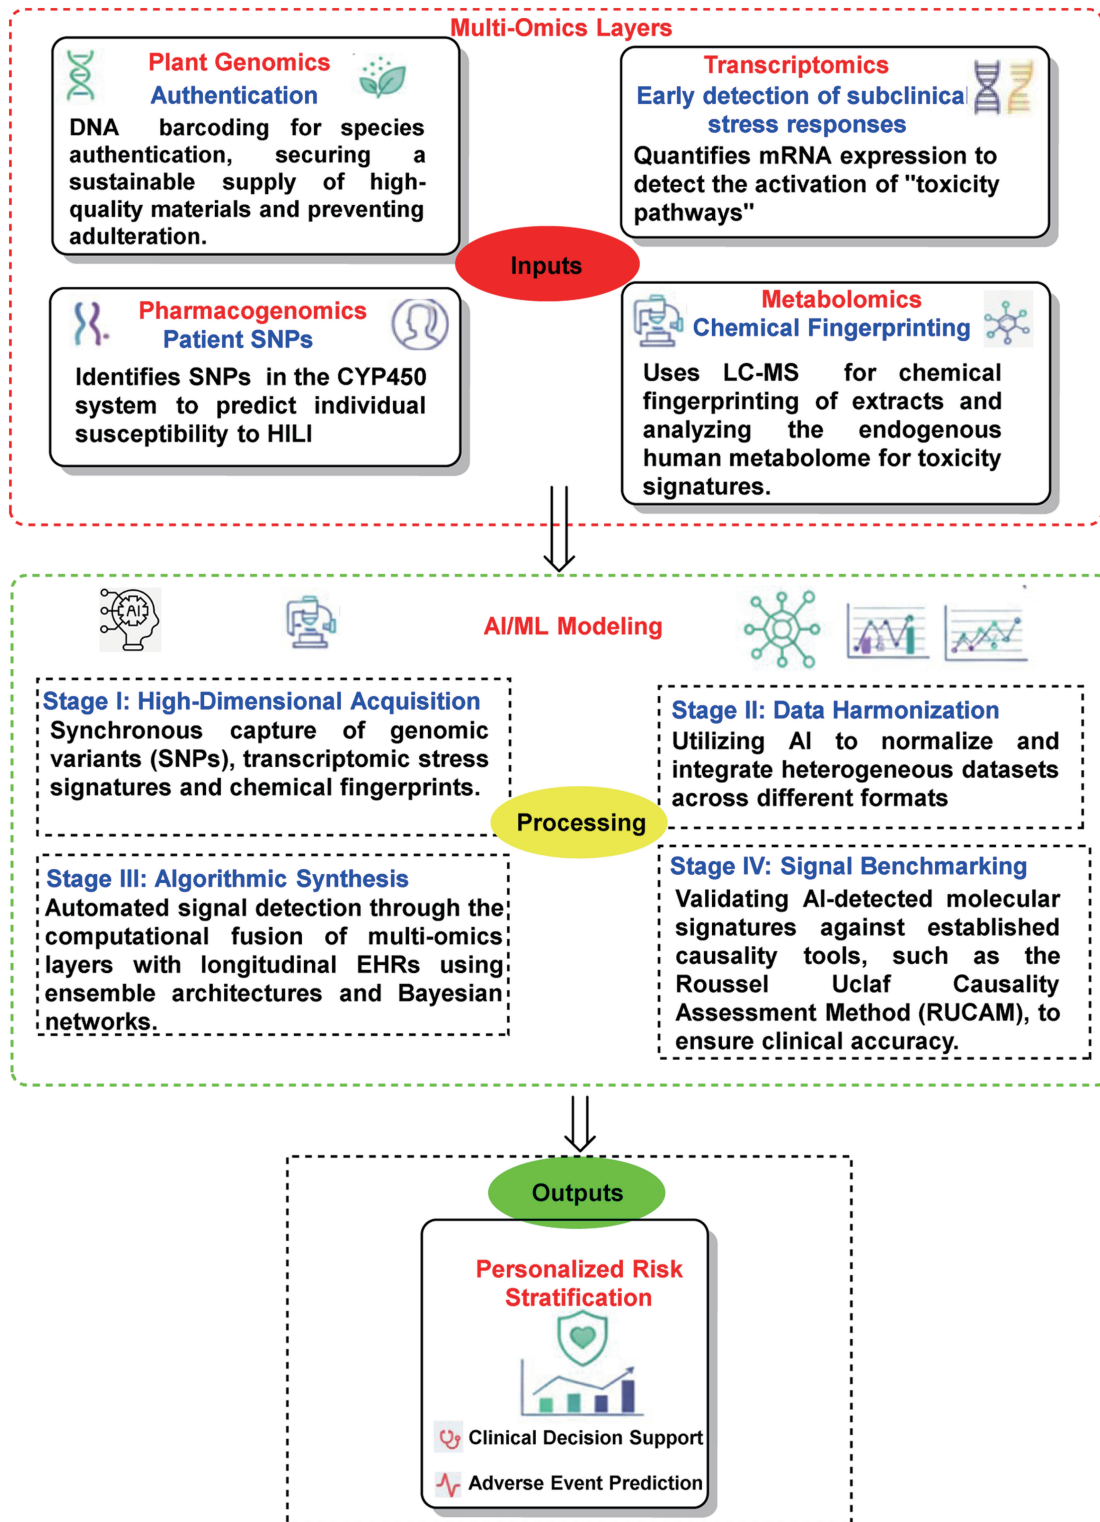 Multi-Omics Layers
Plant Genomics
Authentication
DNA barcoding for species
authentication, securing a
sustainable supply of high-
quality materials and preventing
adulteration.
Transcriptomics
Early detection of subclinical
stress responses
Quantifies mRNA expression to
detect the activation of "toxicity
pathways"
Inputs
Pharmacogenomics
Patient SNPs
Identifies SNPs in the CYP450
system to predict individual
susceptibility to HILI
Metabolomics
Chemical Fingerprinting
Uses LC-MS for chemical
fingerprinting of extracts and
analyzing the endogenous
human metabolome for toxicity
signatures.
AI
AI/ML Modeling
Stage I: High-Dimensional Acquisition
Synchronous capture of genomic
variants (SNPs), transcriptomic stress
signatures and chemical fingerprints.
Stage II: Data Harmonization
Utilizing AI to normalize and
integrate heterogeneous datasets
across different formats
Processing
Stage III: Algorithmic Synthesis
Automated signal detection through the
computational fusion of multi-omics
layers with longitudinal EHRs using
ensemble architectures and Bayesian
networks.
Stage IV: Signal Benchmarking
Validating AI-detected molecular
signatures against established
causality tools, such as the
Roussel Uclaf Causality
Assessment Method (RUCAM), to
ensure clinical accuracy.
Outputs
Personalized Risk
Stratification
Clinical Decision Support
Adverse Event Prediction